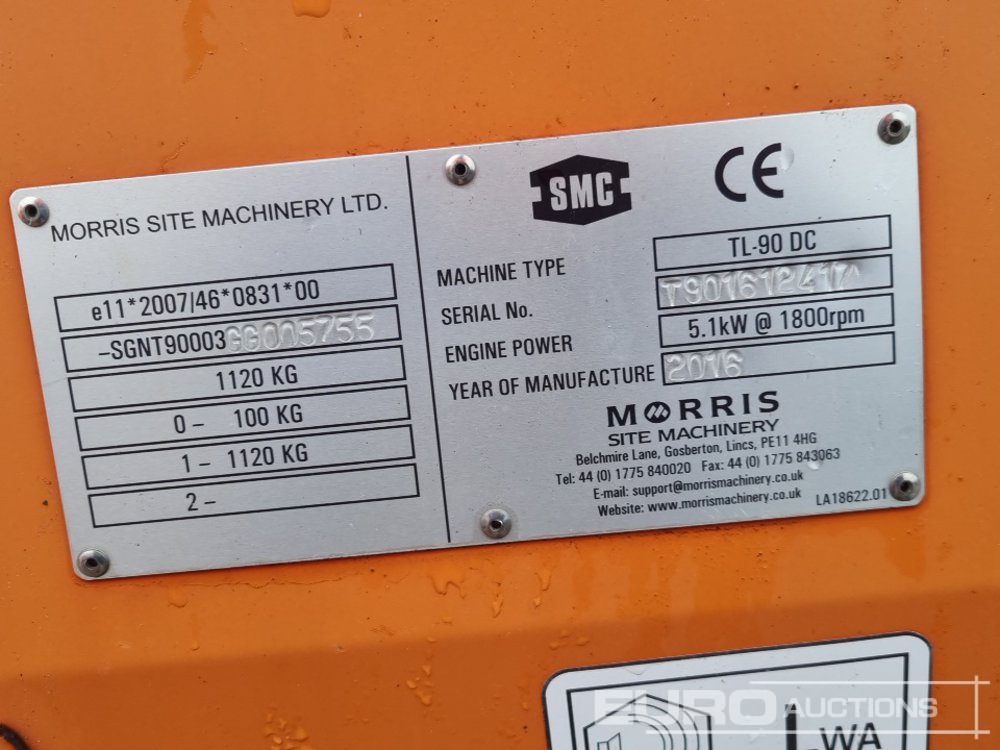 MORRIS SITE MACHINERY LTD.
e11*2007/46*0831*00
–SGNT90003GG005755
1120 KG
0 – 100 KG
1 – 1120 KG
2 –
SMC CE
MACHINE TYPE TL-90 DC
SERIAL No.
ENGINE POWER 5.1kW @ 1800rpm
YEAR OF MANUFACTURE 2016
MORRIS
SITE MACHINERY
Belchmire Lane, Gosberton, Lincs, PE11 4HG
Tel: 44 (0) 1775 840020 Fax: 44 (0) 1775 843063
E-mail: support@morrismachinery.co.uk
Website: www.morrismachinery.co.uk
LA18622.01
LWA
EURO AUCTIONS